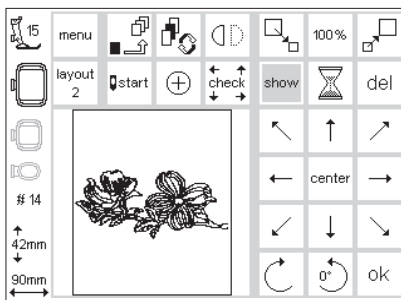 15
menu
100%
layout
2
start
check
show
del
center
# 14
42mm
90mm
0°
ok